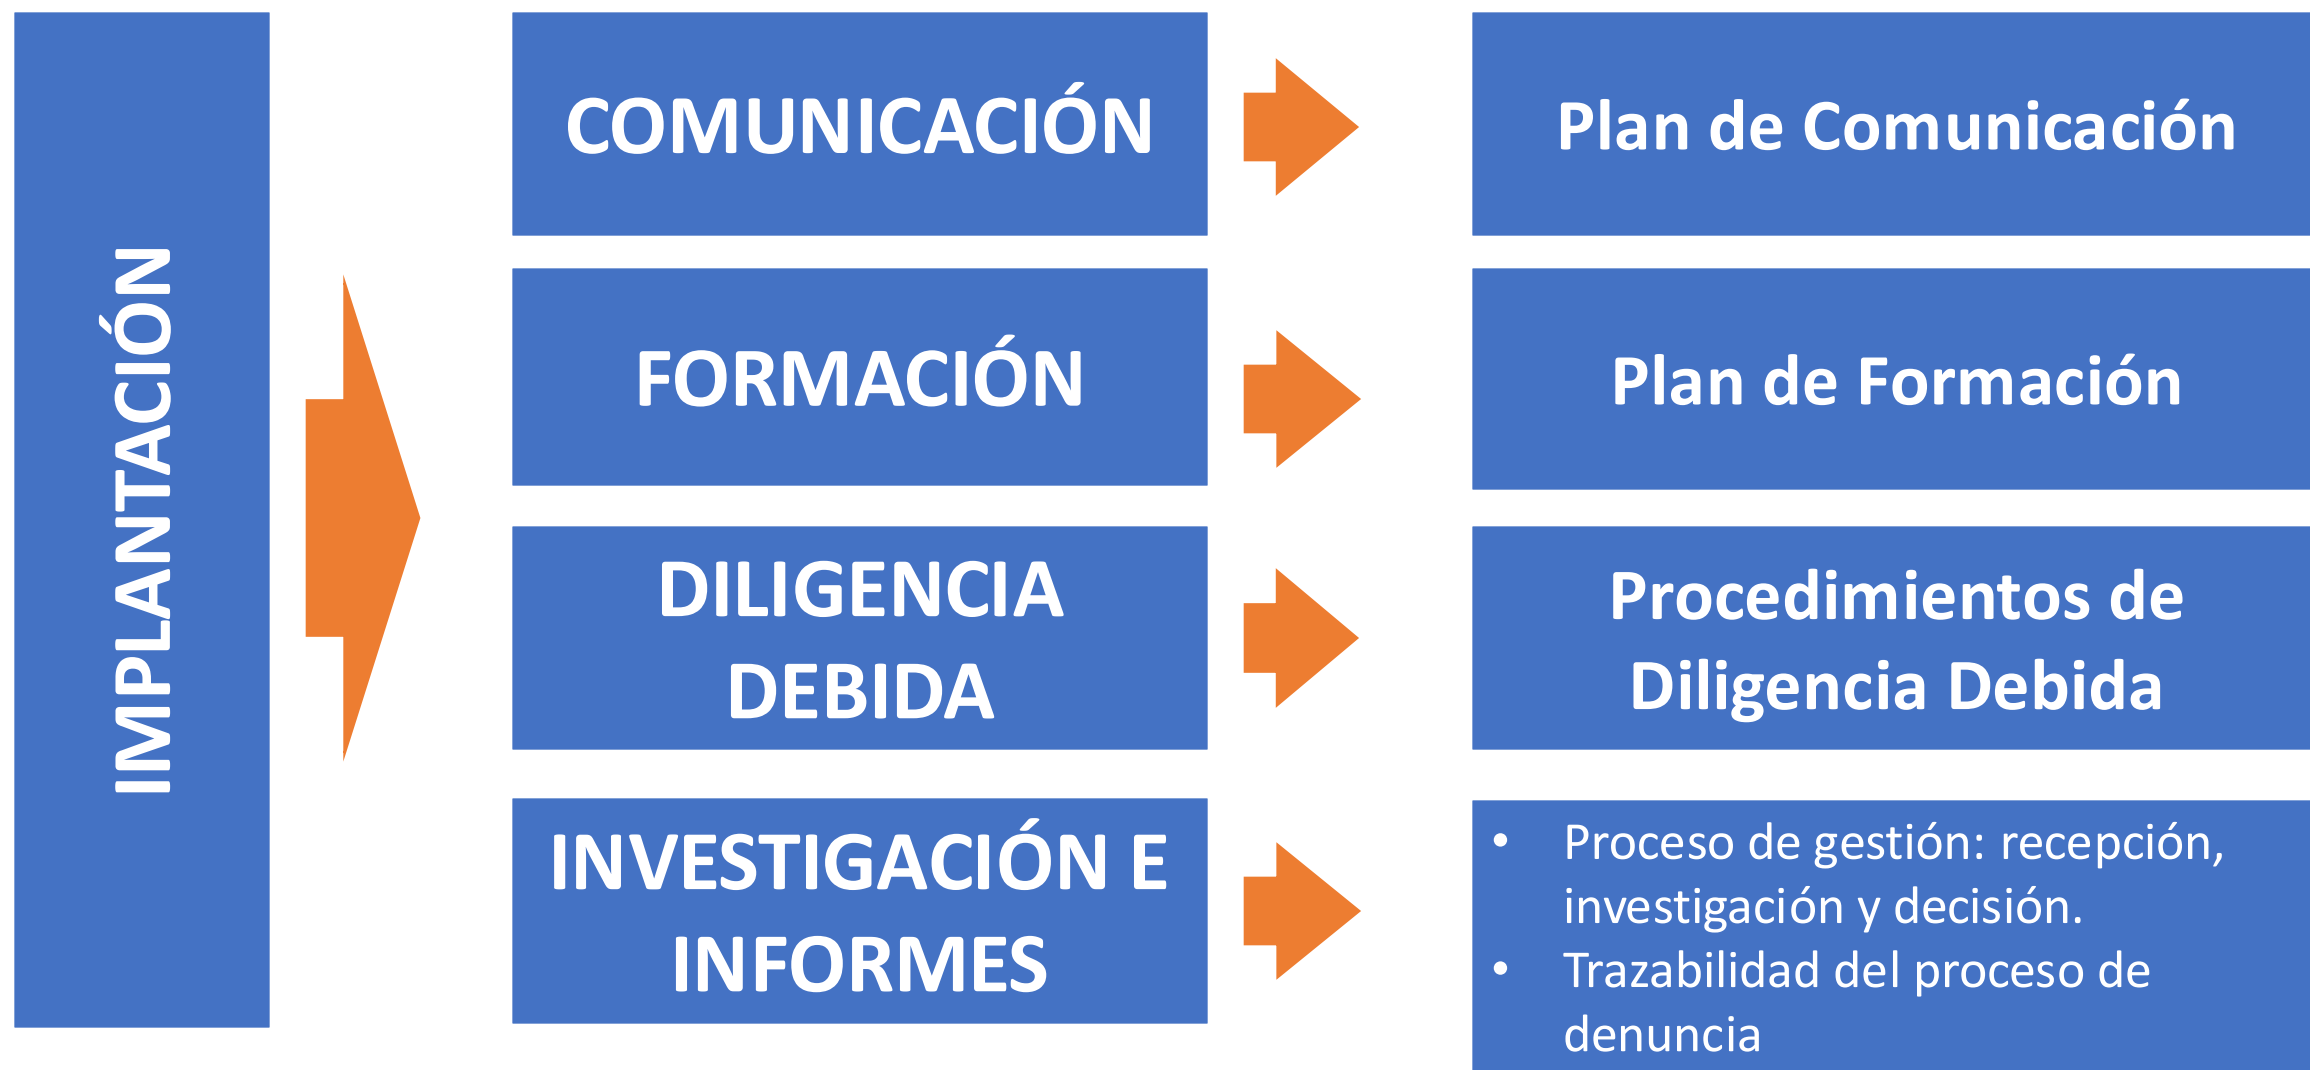 IMPLANTACIÓN
COMUNICACIÓN
Plan de Comunicación
FORMACIÓN
Plan de Formación
DILIGENCIA
DEBIDA
Procedimientos de
Diligencia Debida
INVESTIGACIÓN E
INFORMES
• Proceso de gestión: recepción,
investigación y decisión.
• Trazabilidad del proceso de
denuncia